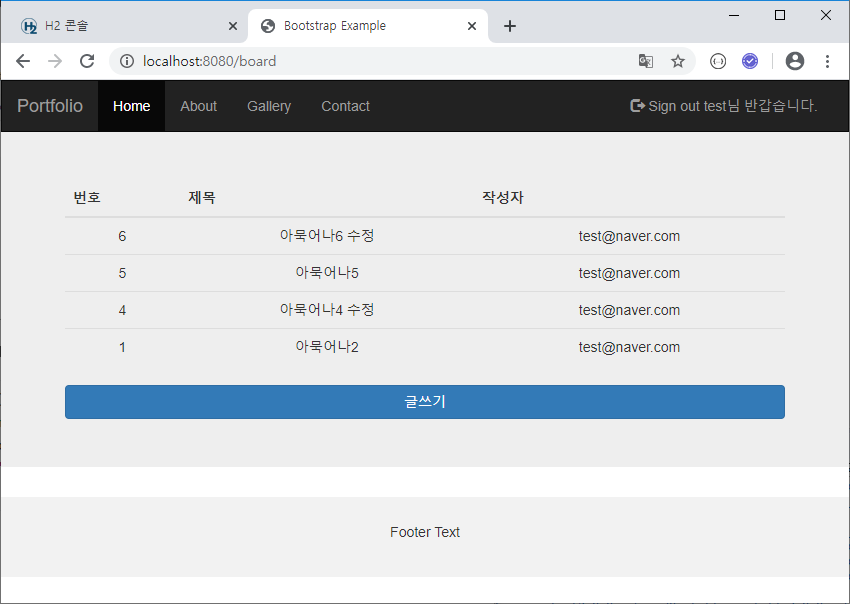 H2 콘솔
Bootstrap Example
localhost:8080/board
Portfolio Home About Gallery Contact Sign out test님 반갑습니다.
번호 제목 작성자
6 아묵어나6 수정 test@naver.com
5 아묵어나5 test@naver.com
4 아묵어나4 수정 test@naver.com
1 아묵어나2 test@naver.com
글쓰기
Footer Text